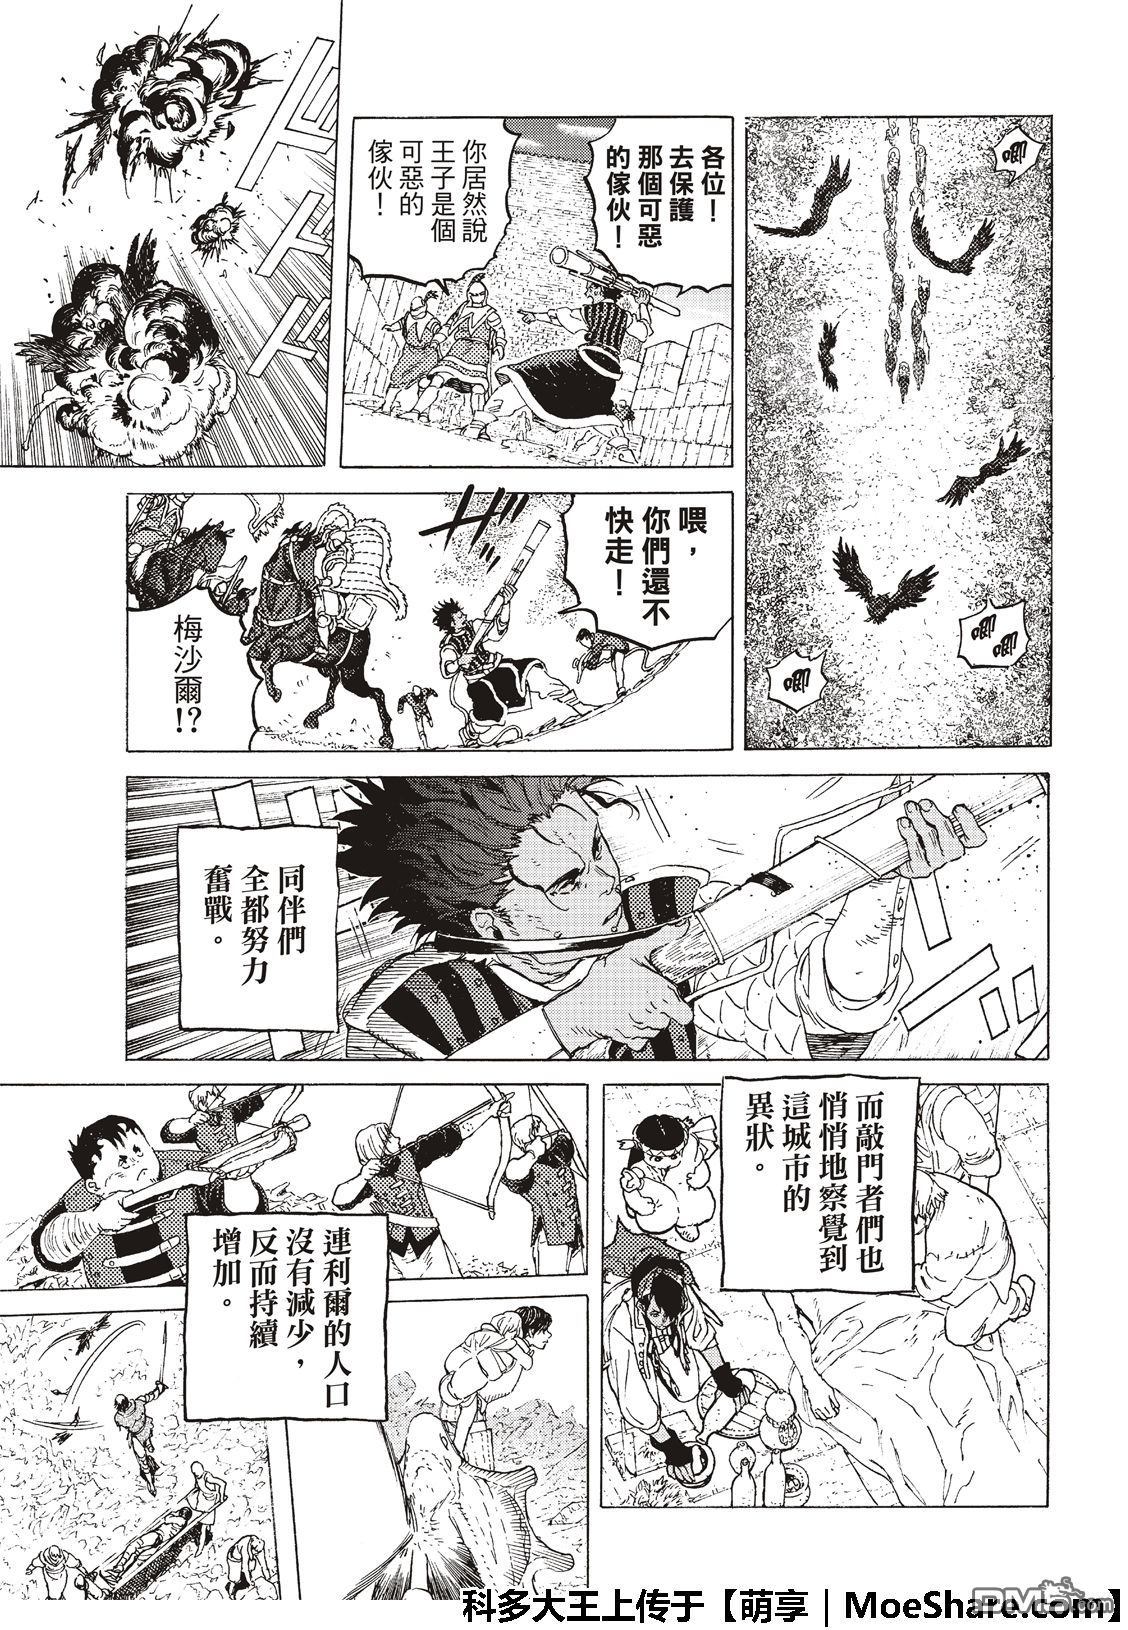 唧
唧
唧
唧
各位！
去保護
那個可惡
的傢伙！
你居然說
王子是個
可惡的
傢伙！
ドドド
喂，
你們還不
快走！
梅沙爾!?
同伴們
全都努力
奮戰。
而敲門者們也
悄悄地察覺到
這城市的
異狀。
連利爾的人口
沒有減少，
反而持續
增加。
科多大王上传于【萌享｜MoeShare.com】